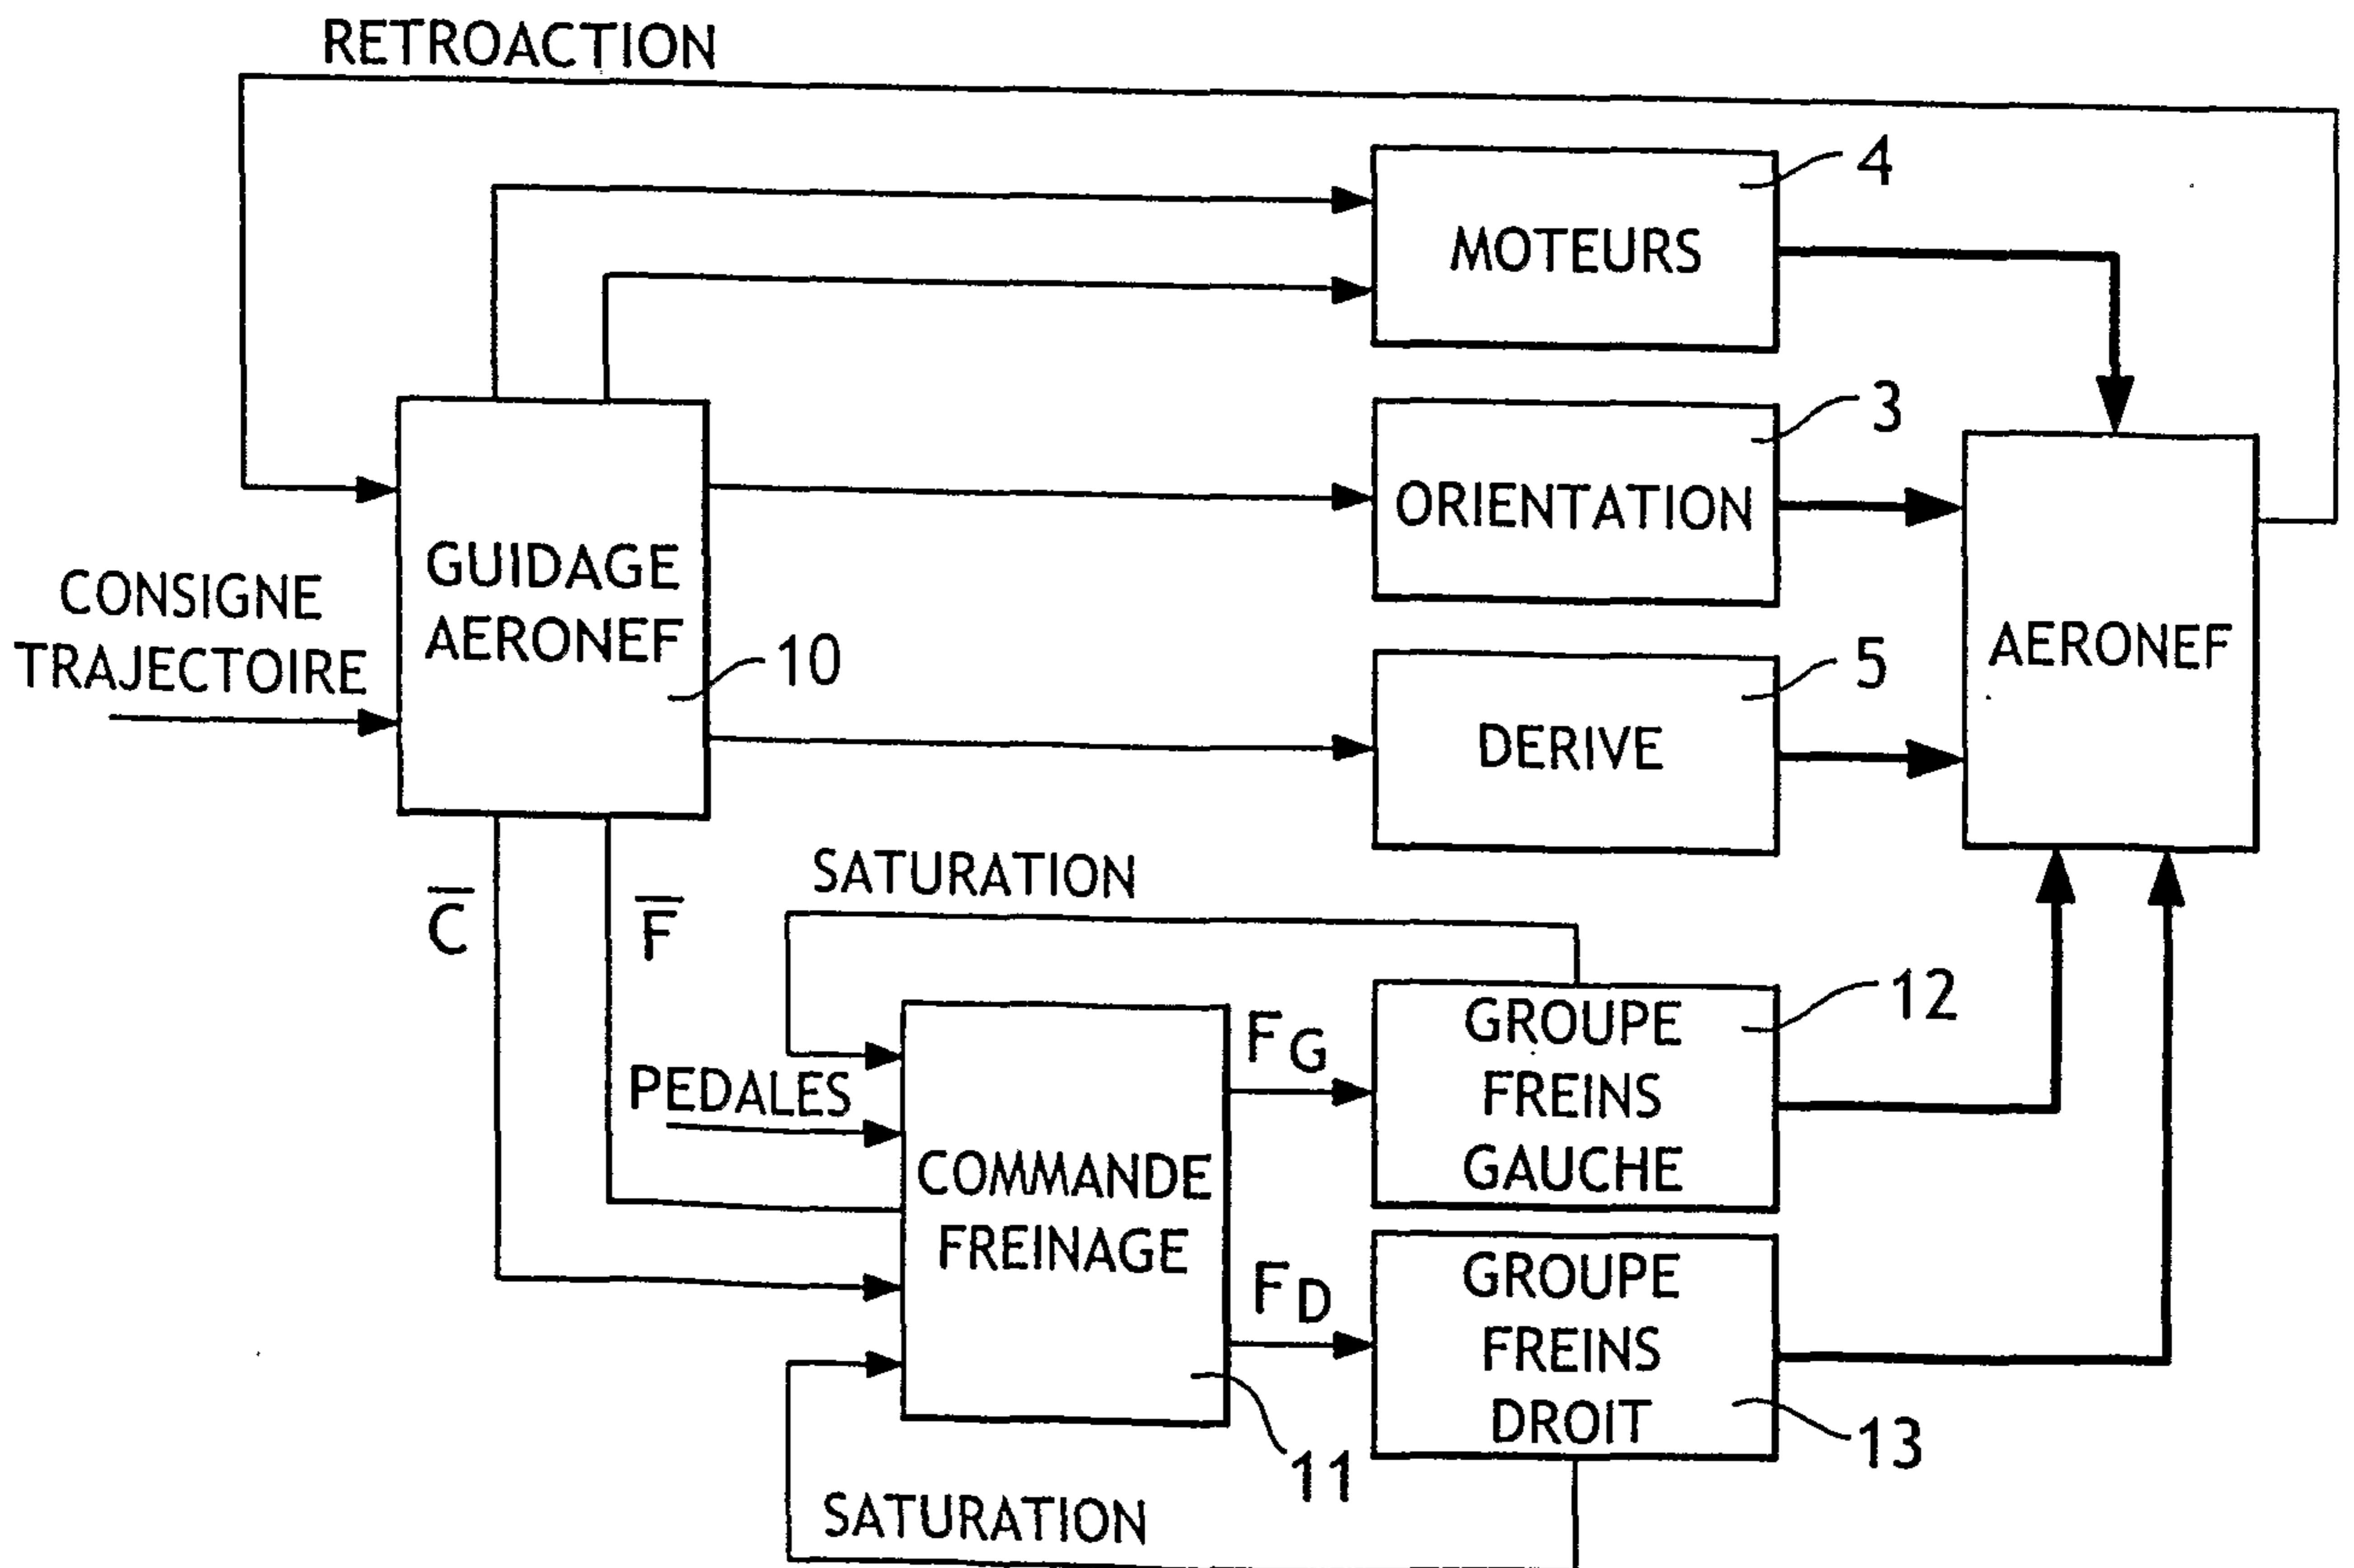 RETROACTION
4
MOTEURS
3
ORIENTATION
GUIDAGE
AERONEF
10
CONSIGNE
TRAJECTOIRE
5
DERIVE
AERONEF
SATURATION
C̅
F̅
12
GROUPE
FREINS
GAUCHE
FG
PEDALES
COMMANDE
FREINAGE
FD
GROUPE
FREINS
DROIT
13
11
SATURATION